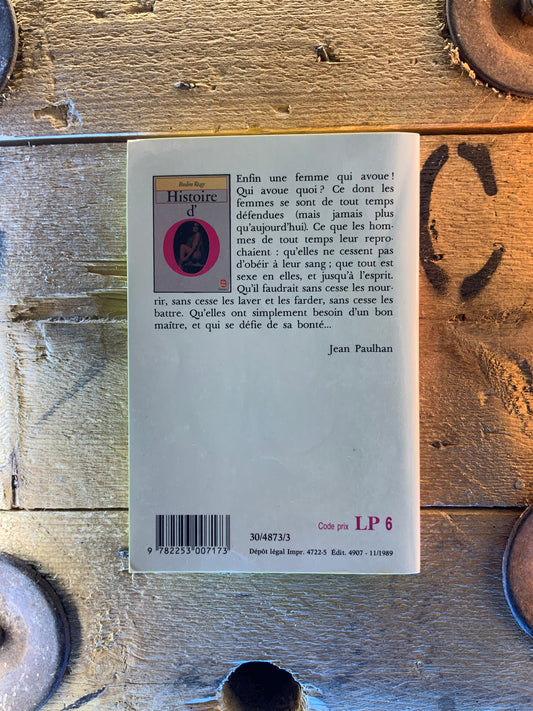 Pauline Réage
Histoire
d'
O
Enfin une femme qui avoue !
Qui avoue quoi ? Ce dont les
femmes se sont de tout temps
défendues (mais jamais plus
qu'aujourd'hui). Ce que les hom-
mes de tout temps leur repro-
chaient : qu'elles ne cessent pas
d'obéir à leur sang ; que tout est
sexe en elles, et jusqu'à l'esprit.
Qu'il faudrait sans cesse les nour-
rir, sans cesse les laver et les farder, sans cesse les
battre. Qu'elles ont simplement besoin d'un bon
maître, et qui se défie de sa bonté...
Jean Paulhan
C
Code prix LP 6
30/4873/3
9 782253 007173
Dépôt légal Impr. 4722-5 Édit. 4907 - 11/1989